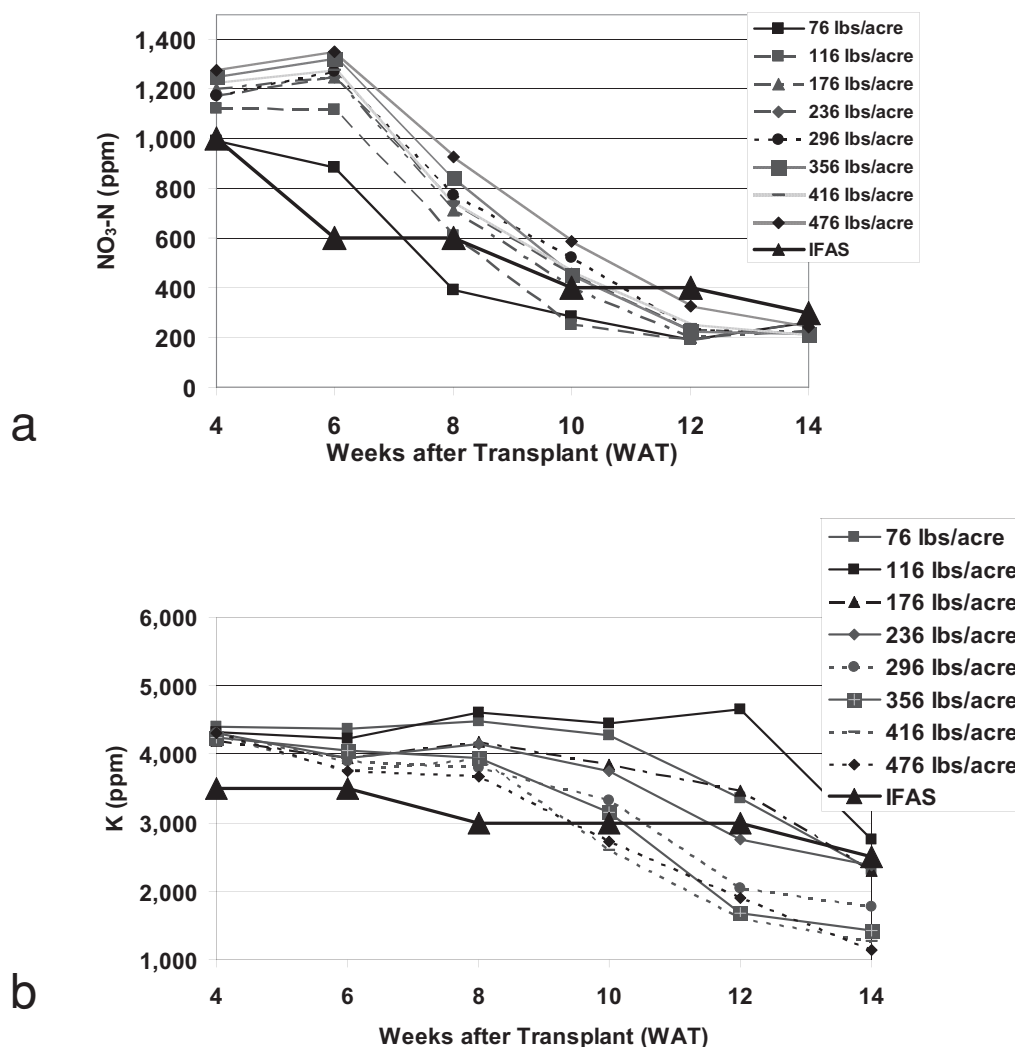 1,400
1,200
1,000
800
600
400
200
0
NO₃-N (ppm)
4 6 8 10 12 14
Weeks after Transplant (WAT)
76 lbs/acre
116 lbs/acre
176 lbs/acre
236 lbs/acre
296 lbs/acre
356 lbs/acre
416 lbs/acre
476 lbs/acre
IFAS
a
6,000
5,000
4,000
3,000
2,000
1,000
K (ppm)
4 6 8 10 12 14
Weeks after Transplant (WAT)
76 lbs/acre
116 lbs/acre
176 lbs/acre
236 lbs/acre
296 lbs/acre
356 lbs/acre
416 lbs/acre
476 lbs/acre
IFAS
b